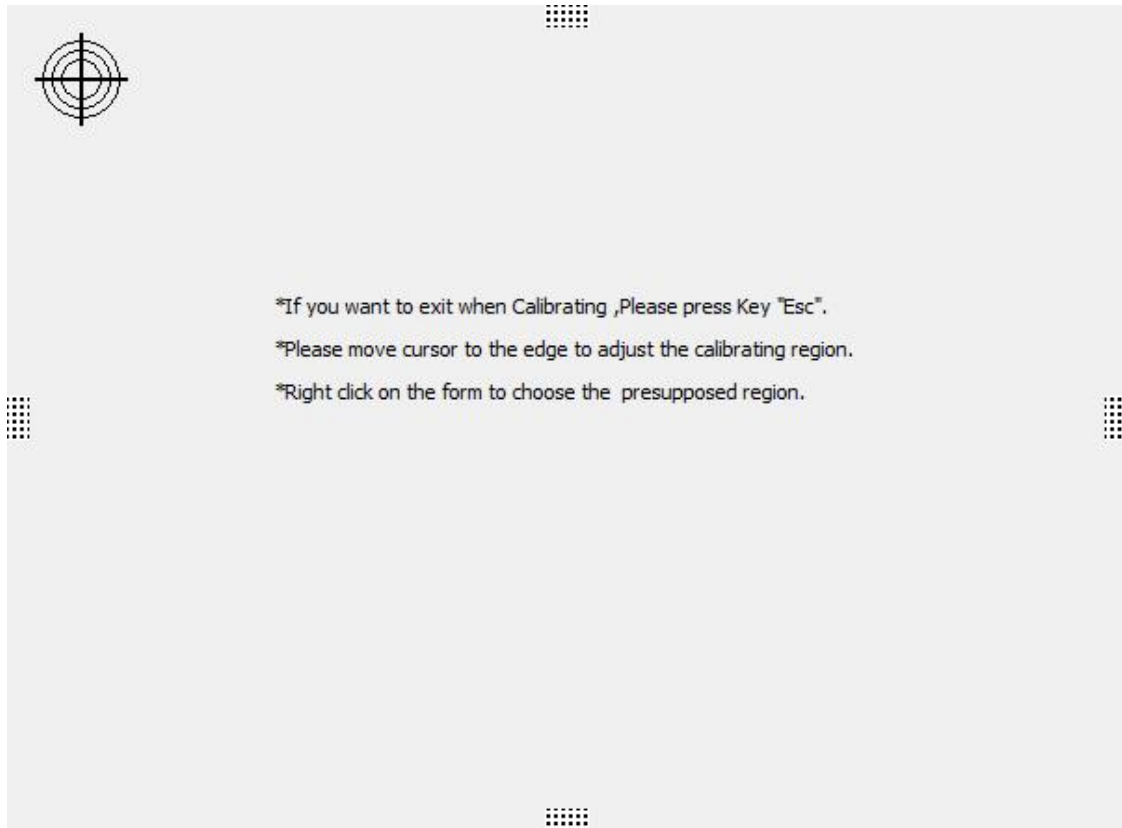 *If you want to exit when Calibrating ,Please press Key "Esc".
*Please move cursor to the edge to adjust the calibrating region.
*Right click on the form to choose the  presupposed region.